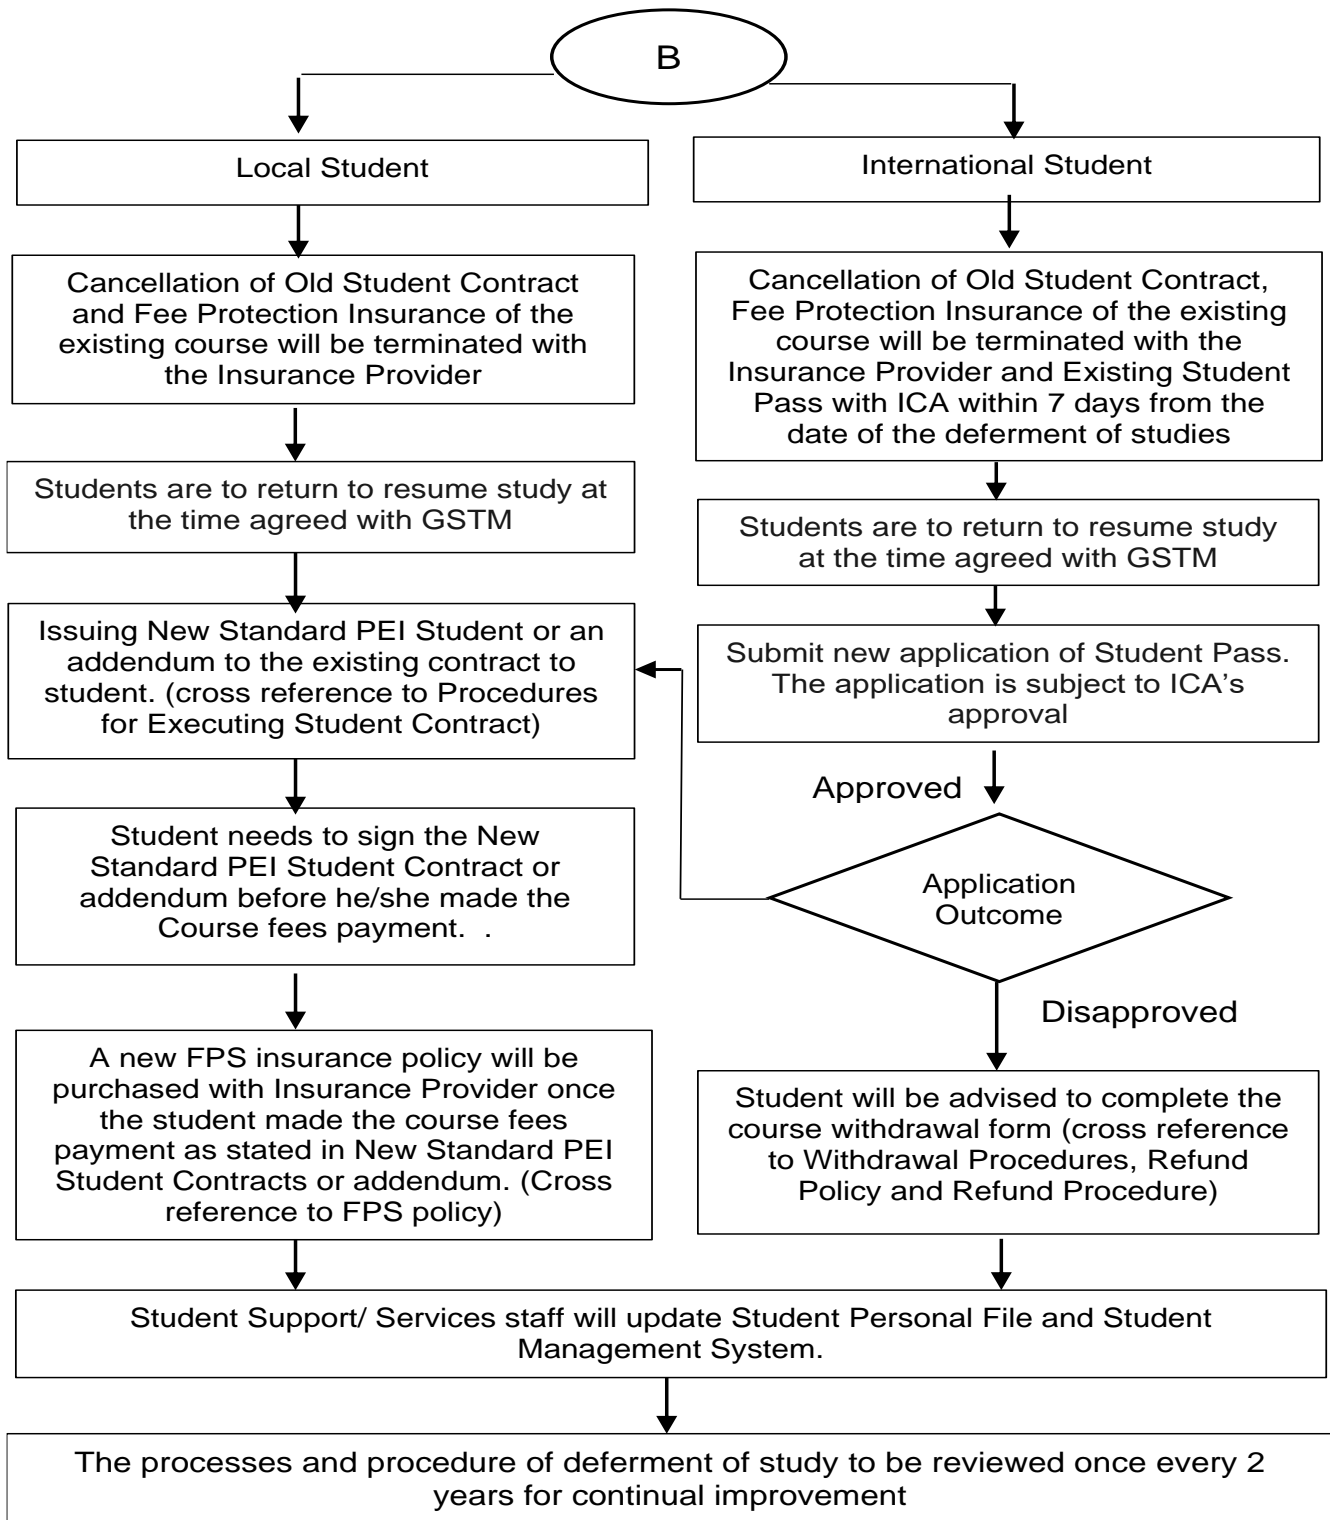 B
Local Student
Cancellation of Old Student Contract
and Fee Protection Insurance of the
existing course will be terminated with
the Insurance Provider
Students are to return to resume study at
the time agreed with GSTM
Issuing New Standard PEI Student or an
addendum to the existing contract to
student. (cross reference to Procedures
for Executing Student Contract)
Student needs to sign the New
Standard PEI Student Contract or
addendum before he/she made the
Course fees payment. .
A new FPS insurance policy will be
purchased with Insurance Provider once
the student made the course fees
payment as stated in New Standard PEI
Student Contracts or addendum. (Cross
reference to FPS policy)
International Student
Cancellation of Old Student Contract,
Fee Protection Insurance of the existing
course will be terminated with the
Insurance Provider and Existing Student
Pass with ICA within 7 days from the
date of the deferment of studies
Students are to return to resume study
at the time agreed with GSTM
Submit new application of Student Pass.
The application is subject to ICA’s
approval
Approved
Application
Outcome
Disapproved
Student will be advised to complete the
course withdrawal form (cross reference
to Withdrawal Procedures, Refund
Policy and Refund Procedure)
Student Support/ Services staff will update Student Personal File and Student
Management System.
The processes and procedure of deferment of study to be reviewed once every 2
years for continual improvement